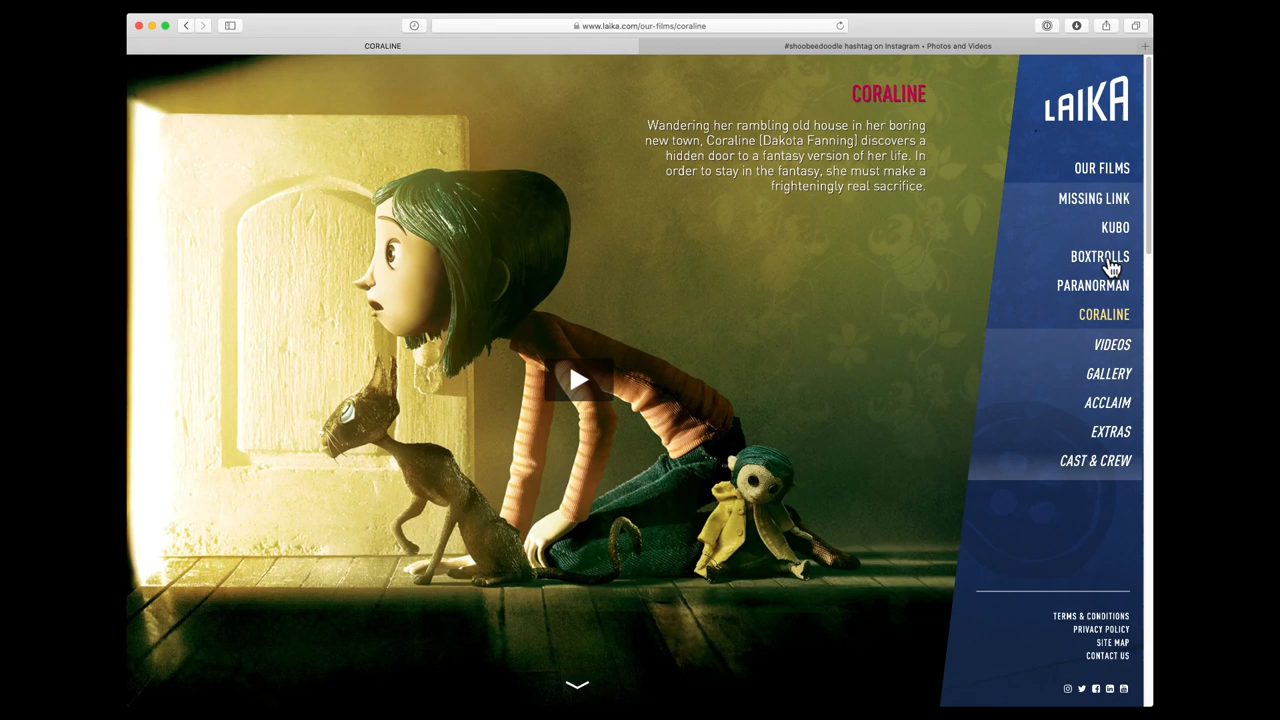 www.laika.com/our-films/coraline
CORALINE
#shoobeedoodle hashtag on Instagram • Photos and Videos
CORALINE
Wandering her rambling old house in her boring
new town, Coraline [Dakota Fanning] discovers a
hidden door to a fantasy version of her life. In
order to stay in the fantasy, she must make a
frighteningly real sacrifice.
LAIKA
OUR FILMS
MISSING LINK
KUBO
BOXTROLLS
PARANORMAN
CORALINE
VIDEOS
GALLERY
ACCLAIM
EXTRAS
CAST & CREW
TERMS & CONDITIONS
PRIVACY POLICY
SITE MAP
CONTACT US